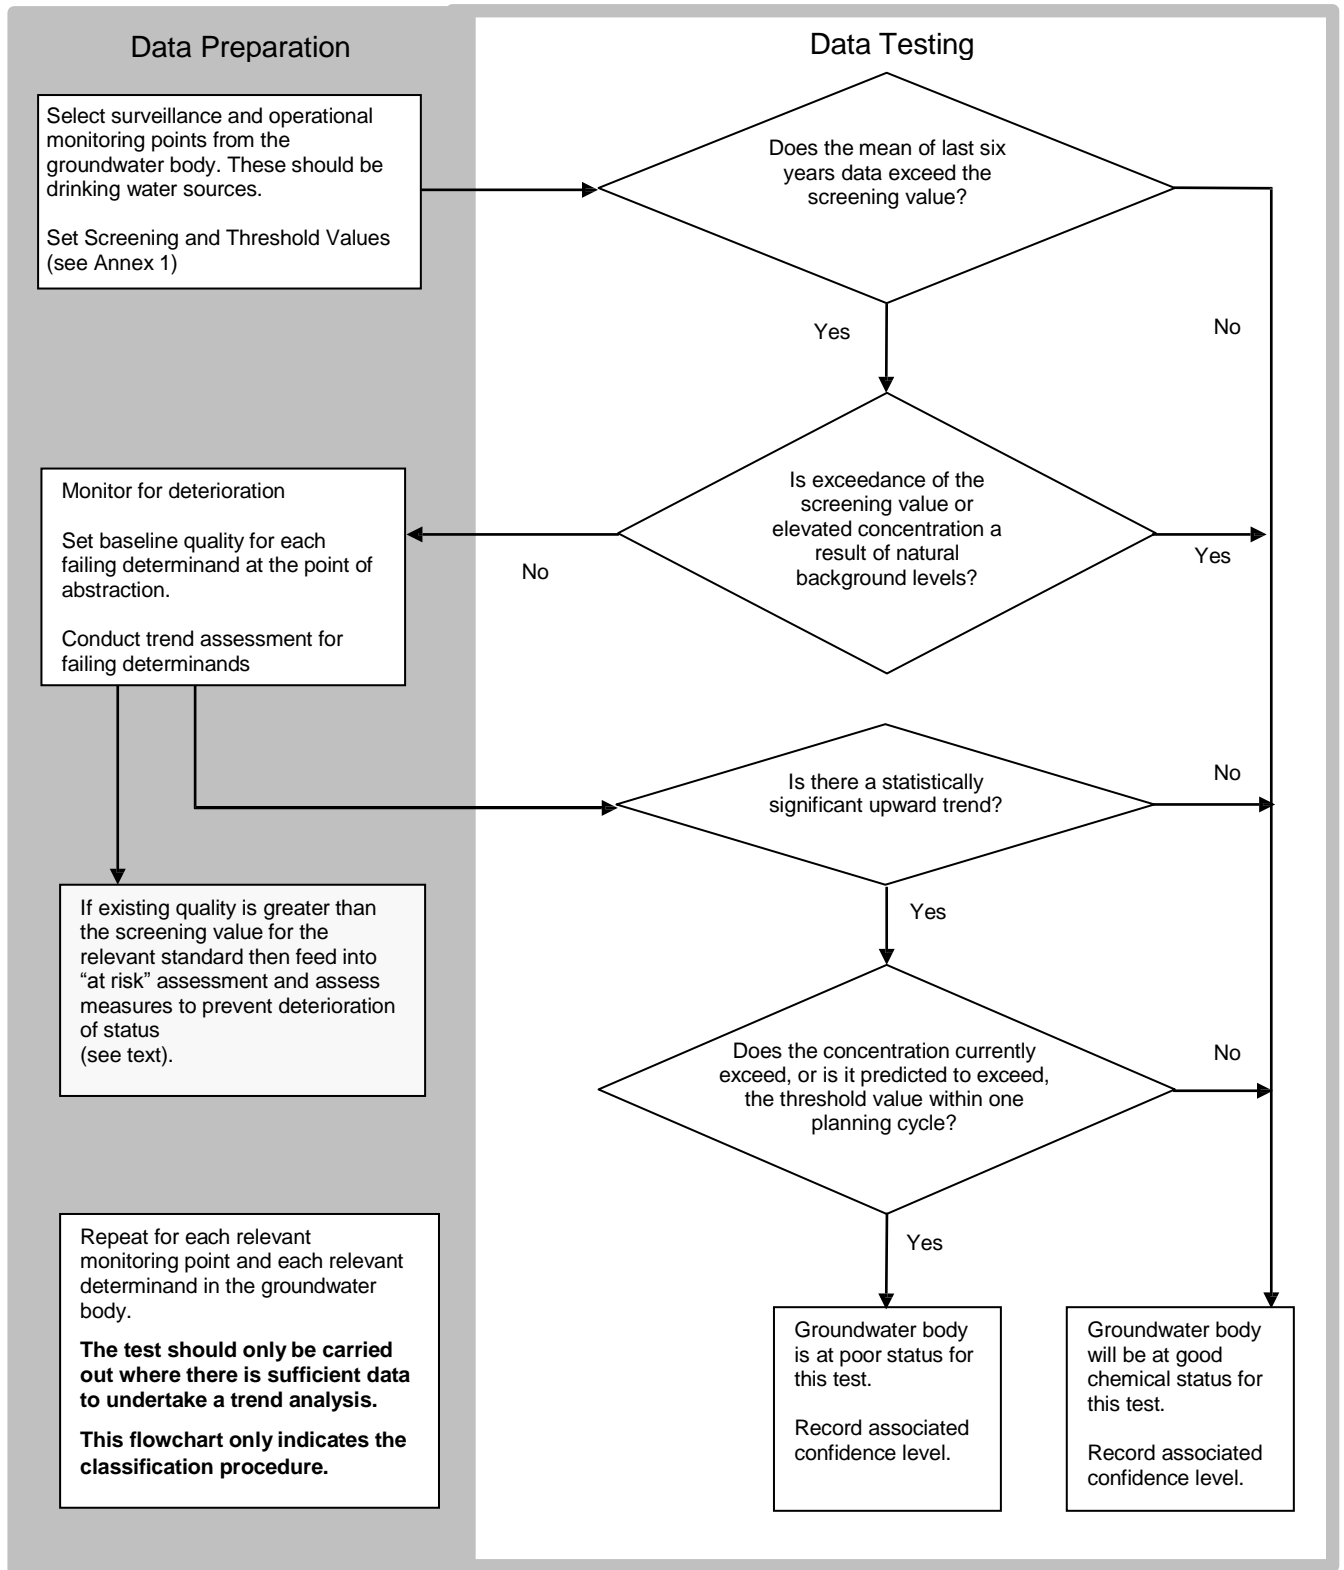 Data Preparation
Data Testing
Select surveillance and operational
monitoring points from the
groundwater body. These should be
drinking water sources.
Set Screening and Threshold Values
(see Annex 1)
Does the mean of last six
years data exceed the
screening value?
Yes
No
Is exceedance of the
screening value or
elevated concentration a
result of natural
background levels?
No
Yes
Monitor for deterioration
Set baseline quality for each
failing determinand at the point of
abstraction.
Conduct trend assessment for
failing determinands
Is there a statistically
significant upward trend?
No
Yes
If existing quality is greater than
the screening value for the
relevant standard then feed into
“at risk” assessment and assess
measures to prevent deterioration
of status
(see text).
Does the concentration currently
exceed, or is it predicted to exceed,
the threshold value within one
planning cycle?
No
Yes
Repeat for each relevant
monitoring point and each relevant
determinand in the groundwater
body.
The test should only be carried
out where there is sufficient data
to undertake a trend analysis.
This flowchart only indicates the
classification procedure.
Groundwater body
is at poor status for
this test.
Record associated
confidence level.
Groundwater body
will be at good
chemical status for
this test.
Record associated
confidence level.